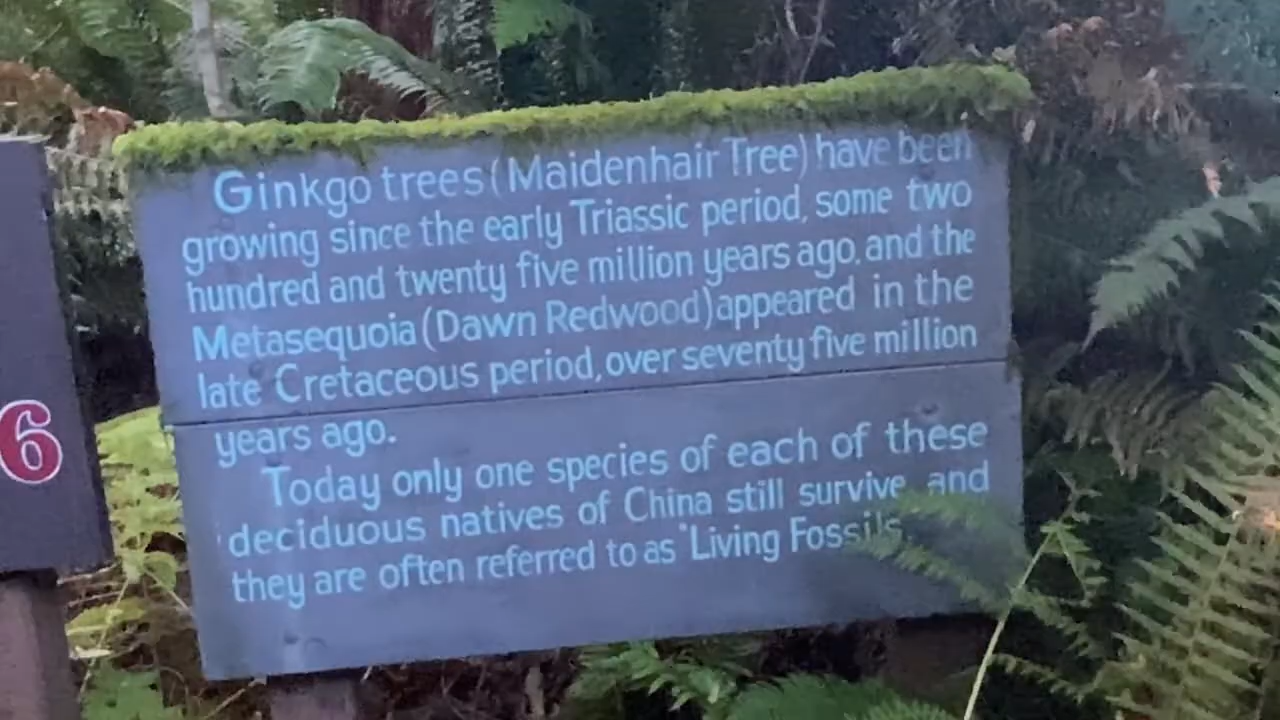 6
Ginkgo trees (Maidenhair Tree) have been
growing since the early Triassic period, some two
hundred and twenty five million years ago, and the
Metasequoia (Dawn Redwood) appeared in the
late Cretaceous period, over seventy five million
years ago.
Today only one species of each of these
deciduous natives of China still survive and
they are often referred to as "Living Fossils